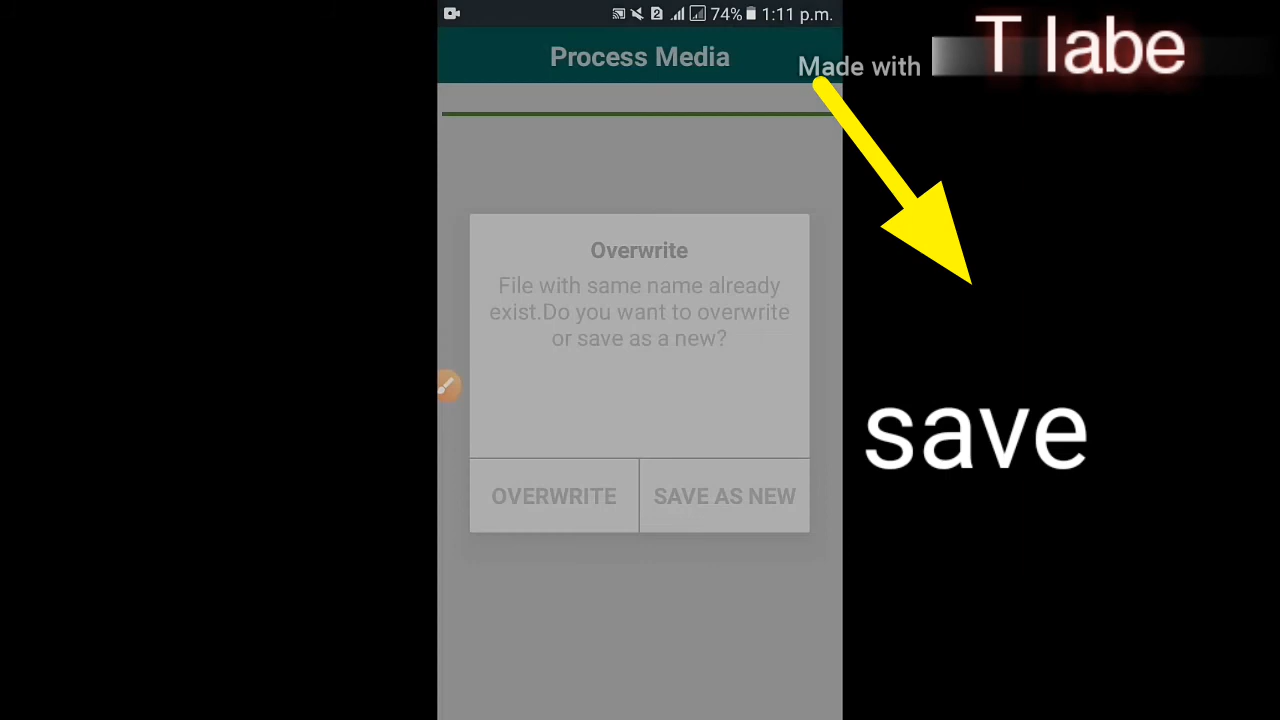 74% 1:11 p.m.
Process Media
Made with
T labe
Overwrite
File with same name already
exist.Do you want to overwrite
or save as a new?
OVERWRITE
SAVE AS NEW
save